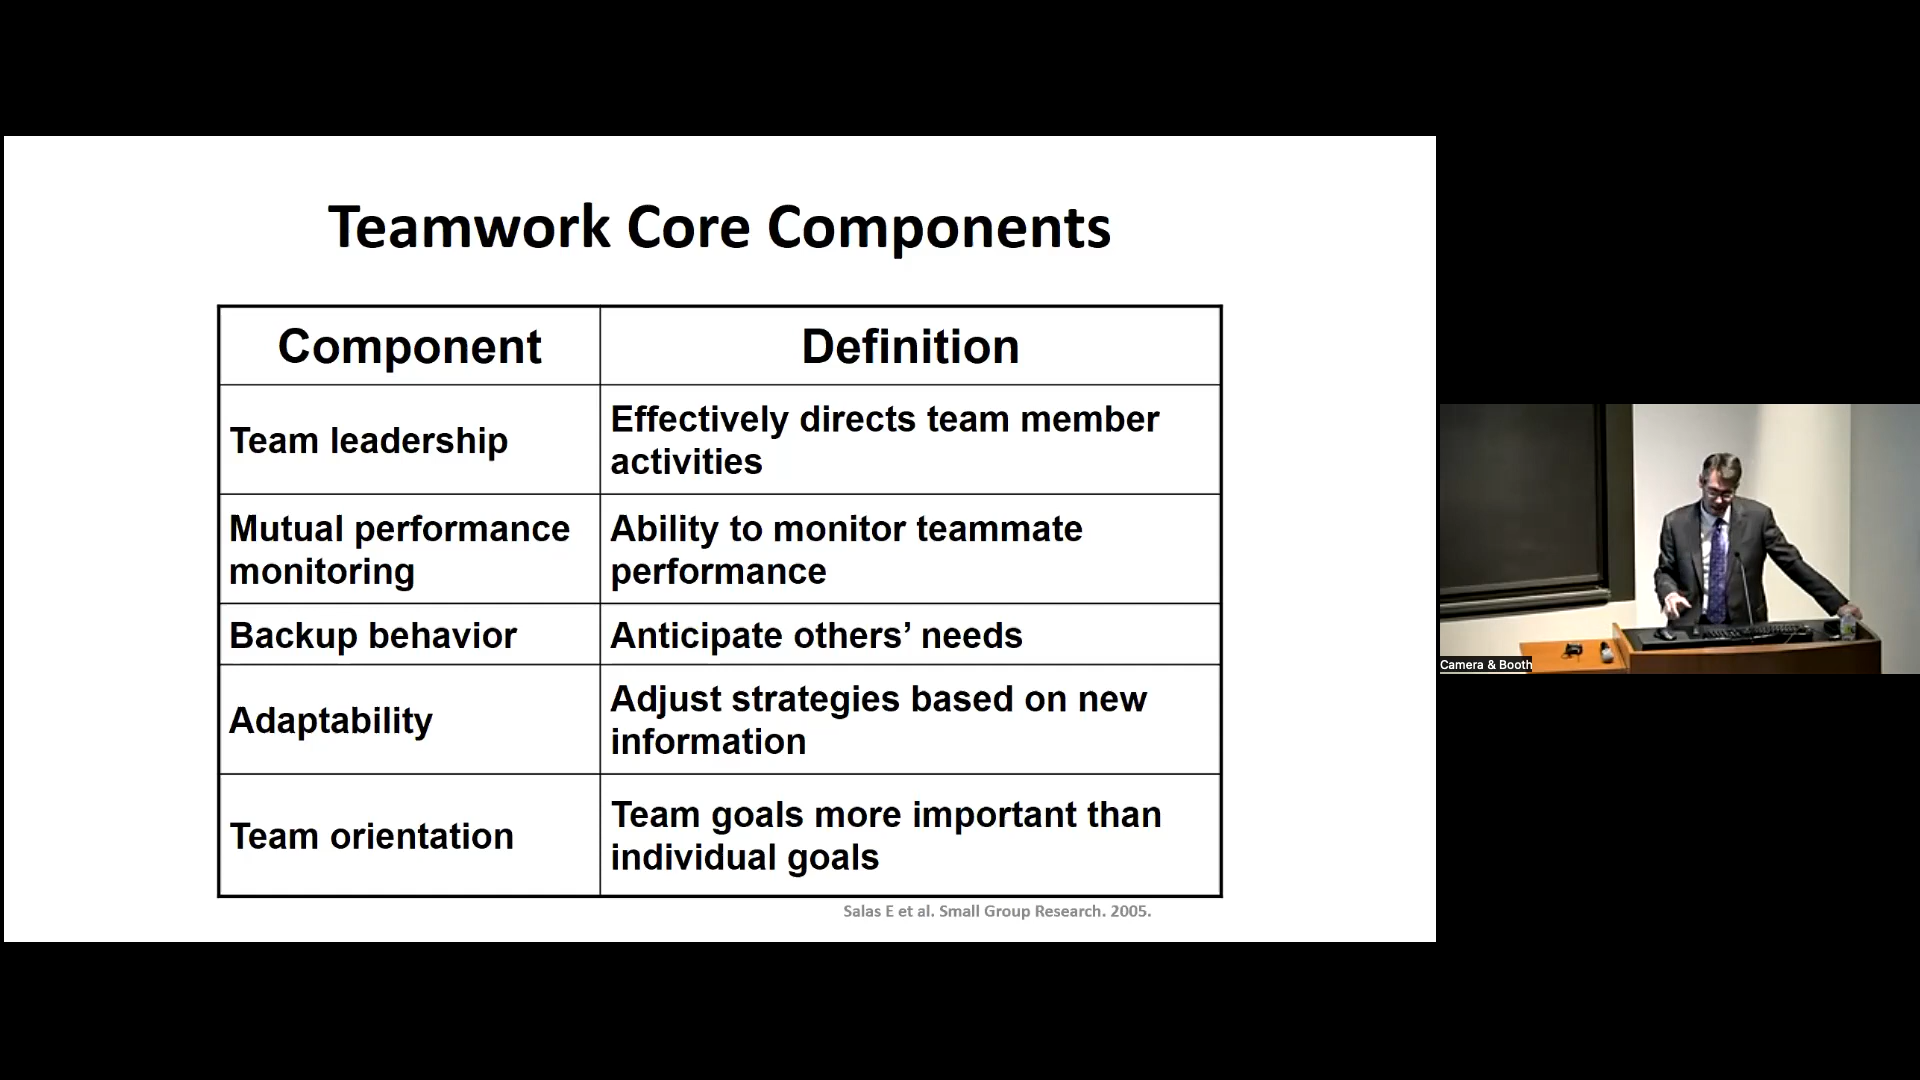 Teamwork Core Components
Component
Definition
Team leadership
Effectively directs team member
activities
Mutual performance
monitoring
Ability to monitor teammate
performance
Backup behavior
Anticipate others’ needs
Adaptability
Adjust strategies based on new
information
Team orientation
Team goals more important than
individual goals
Salas E et al. Small Group Research. 2005.
Camera & Booth